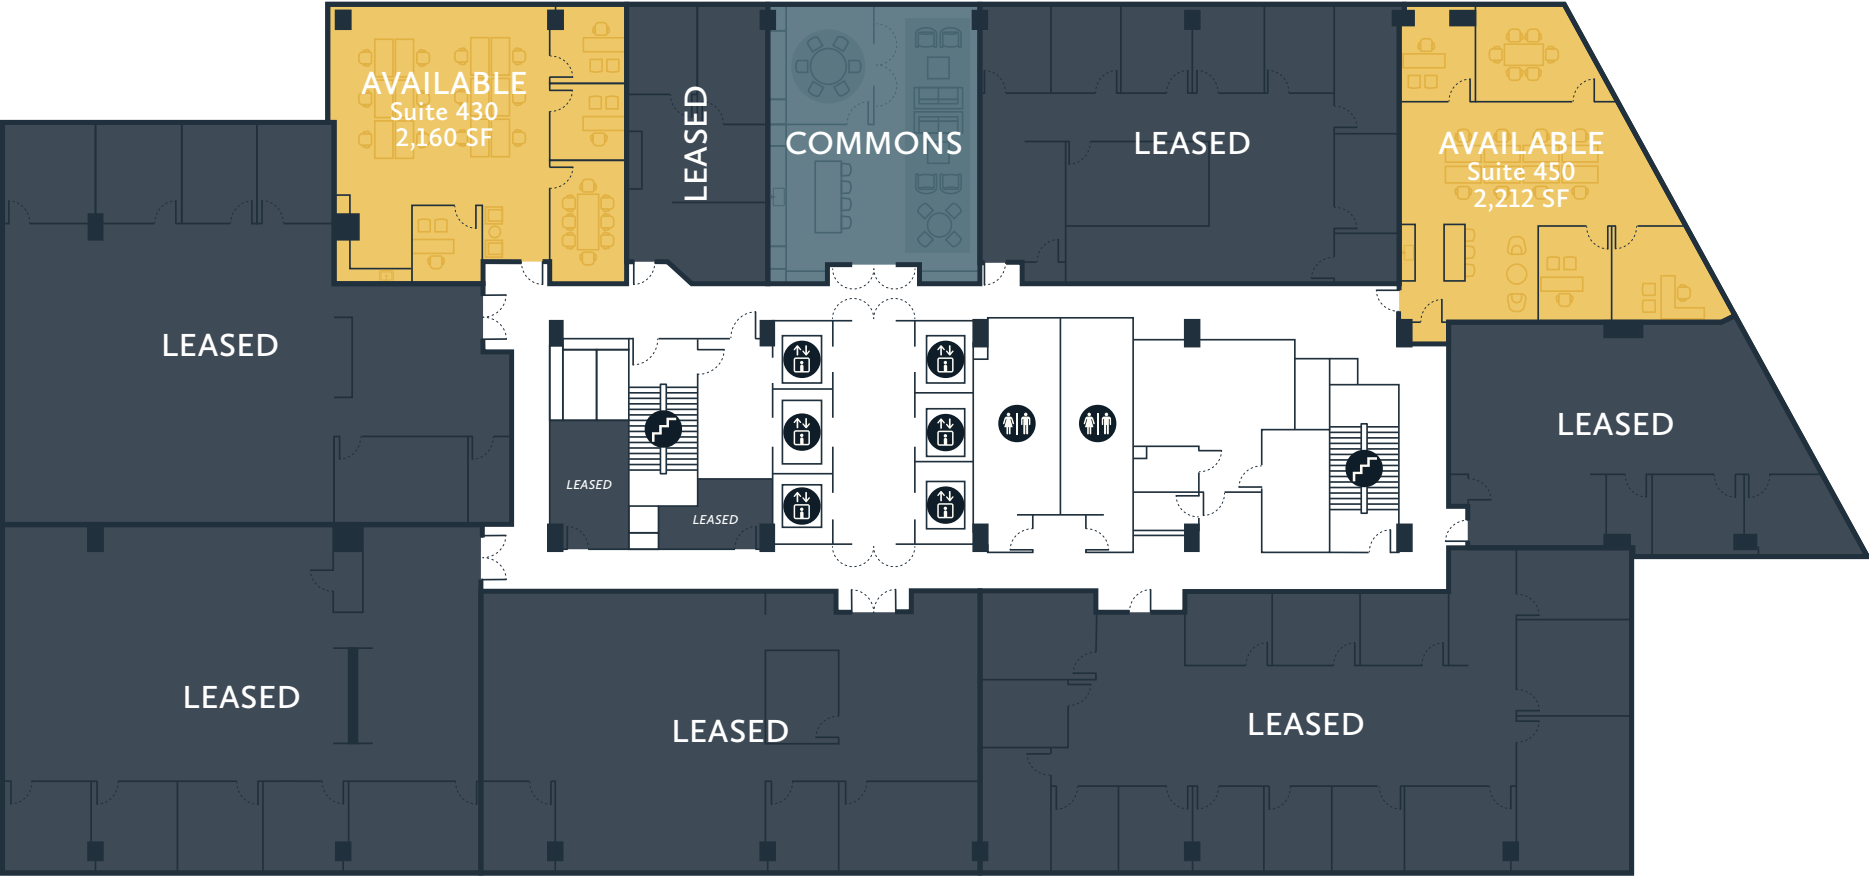 AVAILABLE
Suite 430
2,160 SF
LEASED
COMMONS
LEASED
AVAILABLE
Suite 450
2,212 SF
LEASED
LEASED
LEASED
LEASED
LEASED
LEASED
LEASED